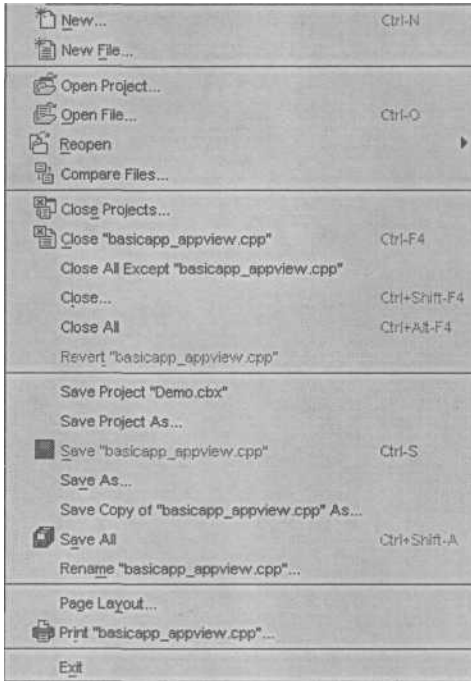 New... Ctrl-N
New File...
Open Project...
Open File... Ctrl-O
Reopen
Compare Files...
Close Projects...
Close "basicapp_appview.cpp" Ctrl-F4
Close All Except "basicapp_appview.cpp"
Close... Ctrl+Shift-F4
Close All Ctrl+Alt-F4
Revert "basicapp_appview.cpp"
Save Project "Demo.cbx"
Save Project As...
Save "basicapp_appview.cpp" Ctrl-S
Save As...
Save Copy of "basicapp_appview.cpp" As...
Save All Ctrl+Shift-A
Rename "basicapp_appview.cpp"...
Page Layout...
Print "basicapp_appview.cpp"...
Exit